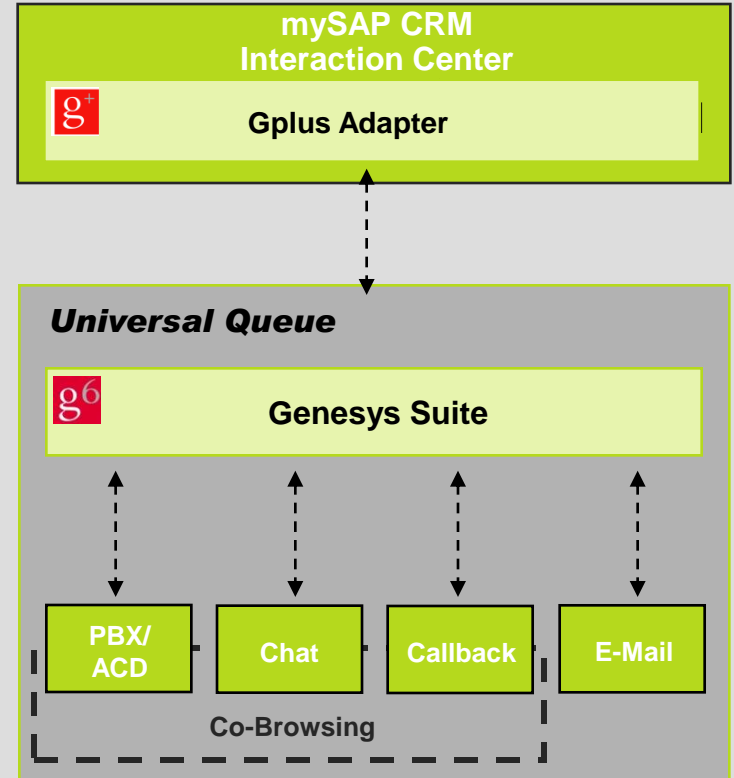 mySAP CRM
Interaction Center
g+
Gplus Adapter
Universal Queue
g6
Genesys Suite
PBX/
ACD
Chat
Callback
E-Mail
Co-Browsing